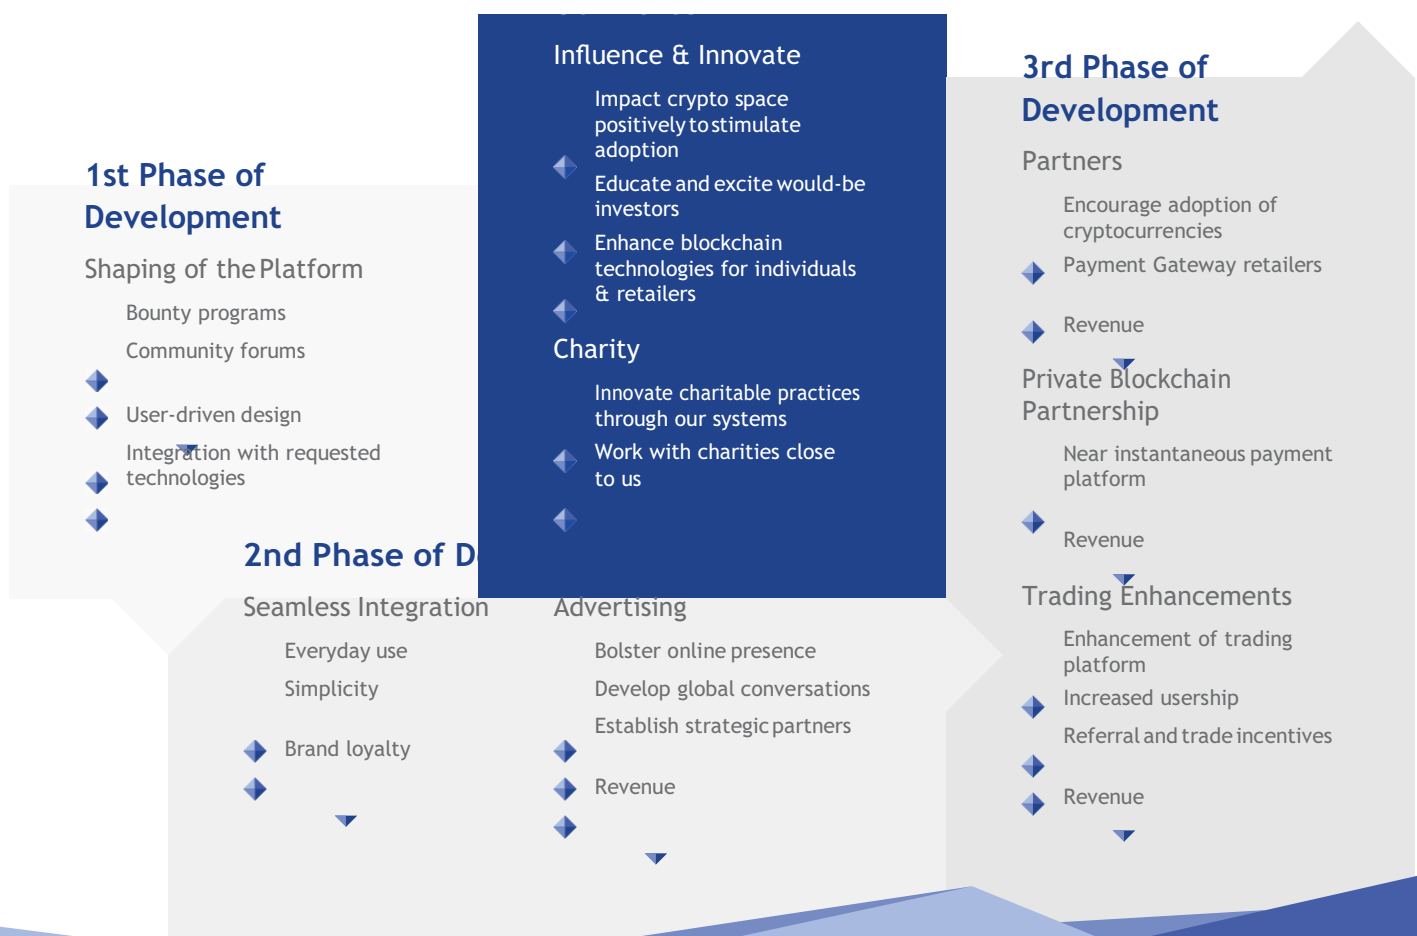 1st Phase of
Development
Shaping of the Platform
Bounty programs
Community forums
User-driven design
Integration with requested
technologies
2nd Phase of D
Seamless Integration
Everyday use
Simplicity
Brand loyalty
Influence & Innovate
Impact crypto space
positively to stimulate
adoption
Educate and excite would-be
investors
Enhance blockchain
technologies for individuals
& retailers
Charity
Innovate charitable practices
through our systems
Work with charities close
to us
Advertising
Bolster online presence
Develop global conversations
Establish strategic partners
Revenue
3rd Phase of
Development
Partners
Encourage adoption of
cryptocurrencies
Payment Gateway retailers
Revenue
Private Blockchain
Partnership
Near instantaneous payment
platform
Revenue
Trading Enhancements
Enhancement of trading
platform
Increased usership
Referral and trade incentives
Revenue